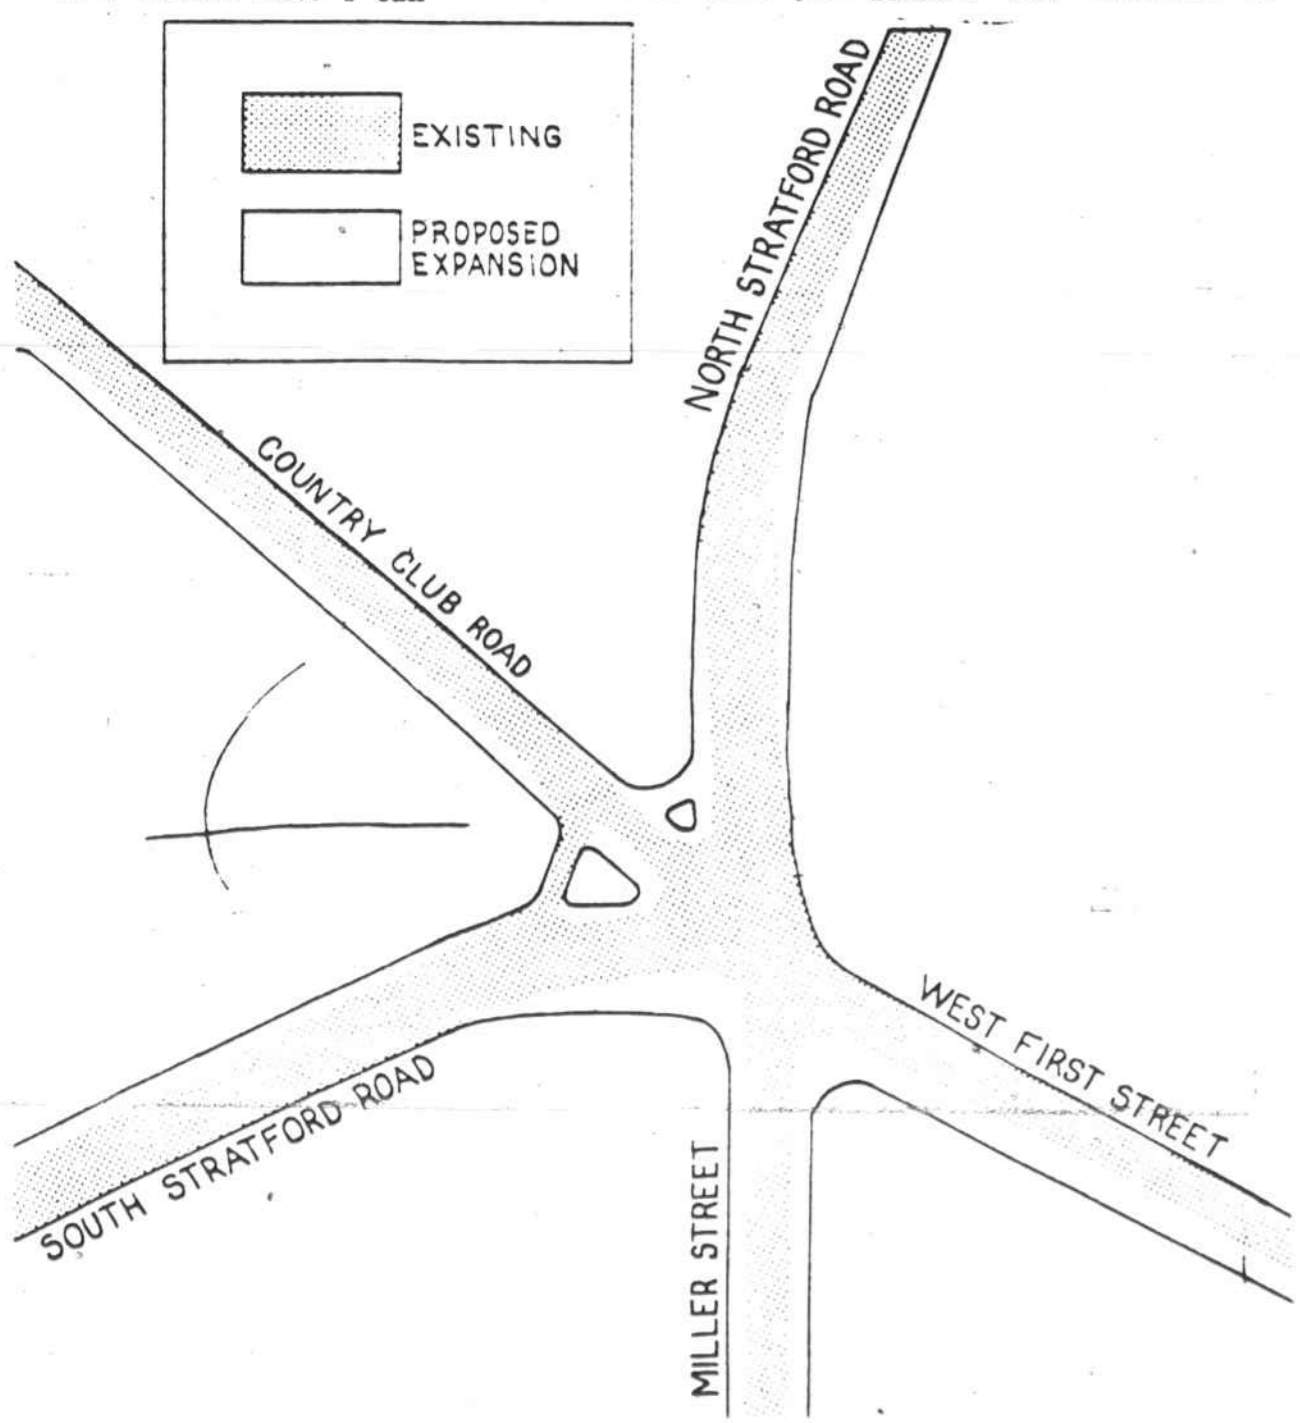 EXISTING
PROPOSED
EXPANSION
NORTH STRATFORD ROAD
COUNTRY CLUB ROAD
WEST FIRST STREET
SOUTH STRATFORD ROAD
MILLER STREET